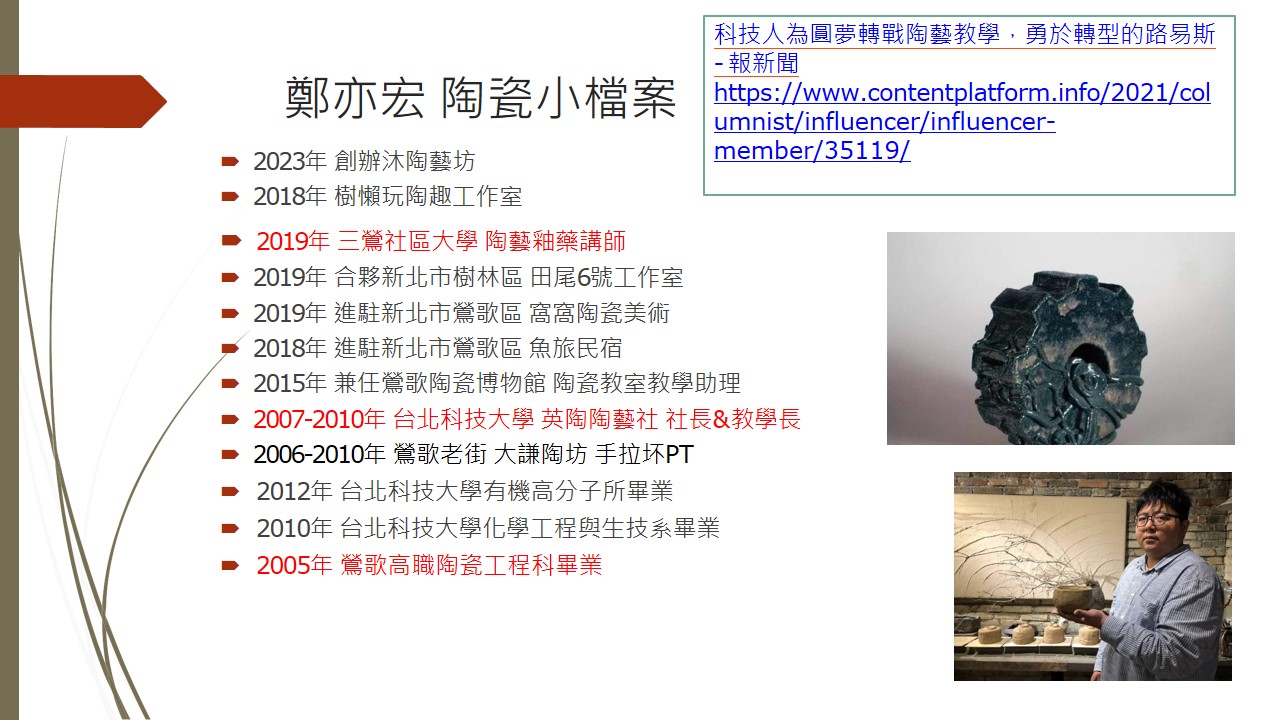 鄭亦宏 陶瓷小檔案
科技人為圓夢轉戰陶藝教學，勇於轉型的路易斯
- 報新聞
https://www.contentplatform.info/2021/col
umnist/influencer/influencer-
member/35119/
2023年 創辦沐陶藝坊
2018年 樹懶玩陶趣工作室
2019年 三鶯社區大學 陶藝釉藥講師
2019年 合夥新北市樹林區 田尾6號工作室
2019年 進駐新北市鶯歌區 窩窩陶瓷美術
2018年 進駐新北市鶯歌區 魚旅民宿
2015年 兼任鶯歌陶瓷博物館 陶瓷教室教學助理
2007-2010年 台北科技大學 英陶陶藝社 社長&教學長
2006-2010年 鶯歌老街 大謙陶坊 手拉坏PT
2012年 台北科技大學有機高分子所畢業
2010年 台北科技大學化學工程與生技系畢業
2005年 鶯歌高職陶瓷工程科畢業